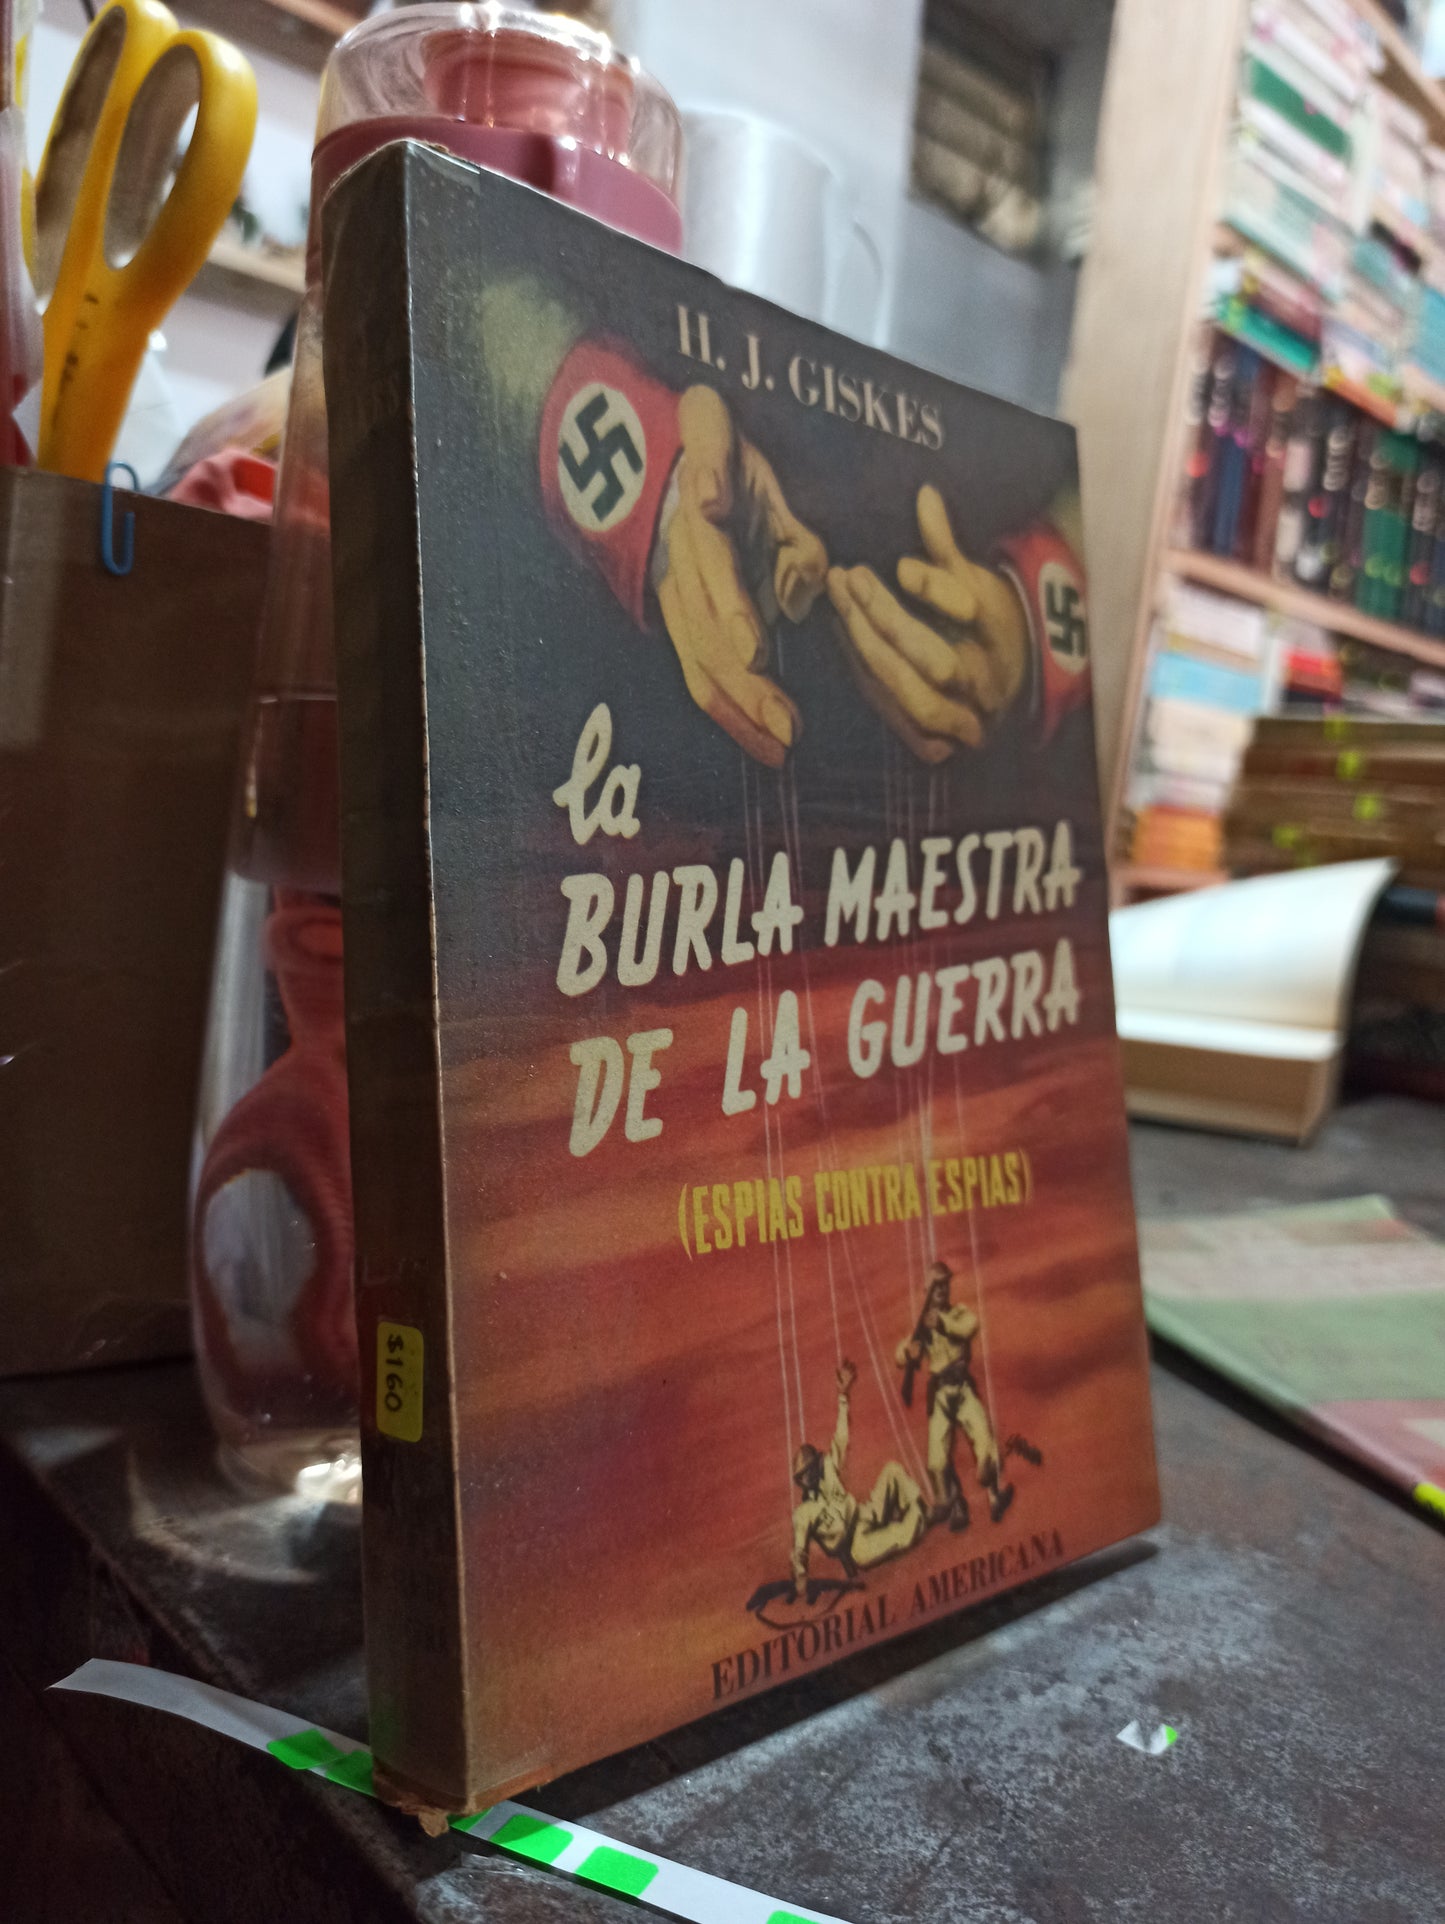 H. J. GISKES
la
BURLA MAESTRA
DE LA GUERRA
(ESPIAS CONTRA ESPIAS)
EDITORIAL AMERICANA
$160